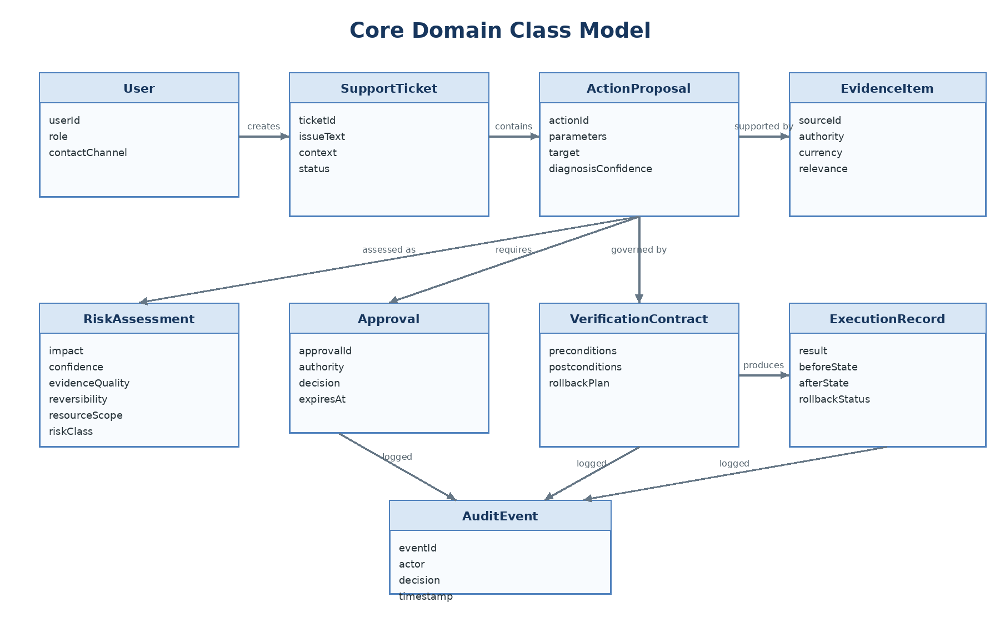 Core Domain Class Model
User
userId
role
contactChannel
creates
SupportTicket
ticketId
issueText
context
status
contains
ActionProposal
actionId
parameters
target
diagnosisConfidence
supported by
EvidenceItem
sourceId
authority
currency
relevance
assessed as
requires
governed by
RiskAssessment
impact
confidence
evidenceQuality
reversibility
resourceScope
riskClass
Approval
approvalId
authority
decision
expiresAt
VerificationContract
preconditions
postconditions
rollbackPlan
produces
ExecutionRecord
result
beforeState
afterState
rollbackStatus
logged
logged
logged
AuditEvent
eventId
actor
decision
timestamp